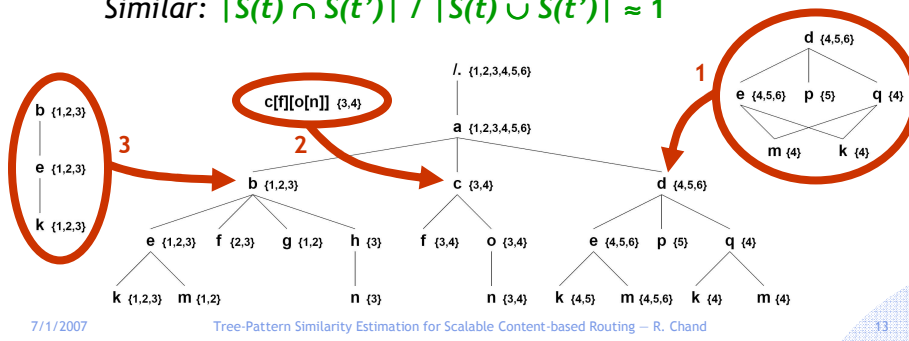 Similar: |S(t) ∩ S(t')| / |S(t) ∪ S(t')| ≈ 1
d {4,5,6}
/. {1,2,3,4,5,6}
1
e {4,5,6} p {5} q {4}
b {1,2,3}
c[f][o[n]] {3,4}
a {1,2,3,4,5,6}
3
2
m {4} k {4}
e {1,2,3}
b {1,2,3} c {3,4} d {4,5,6}
k {1,2,3}
e {1,2,3} f {2,3} g {1,2} h {3} f {3,4} o {3,4} e {4,5,6} p {5} q {4}
k {1,2,3} m {1,2} n {3} n {3,4} k {4,5} m {4,5,6} k {4} m {4}
7/1/2007 Tree-Pattern Similarity Estimation for Scalable Content-based Routing — R. Chand 13